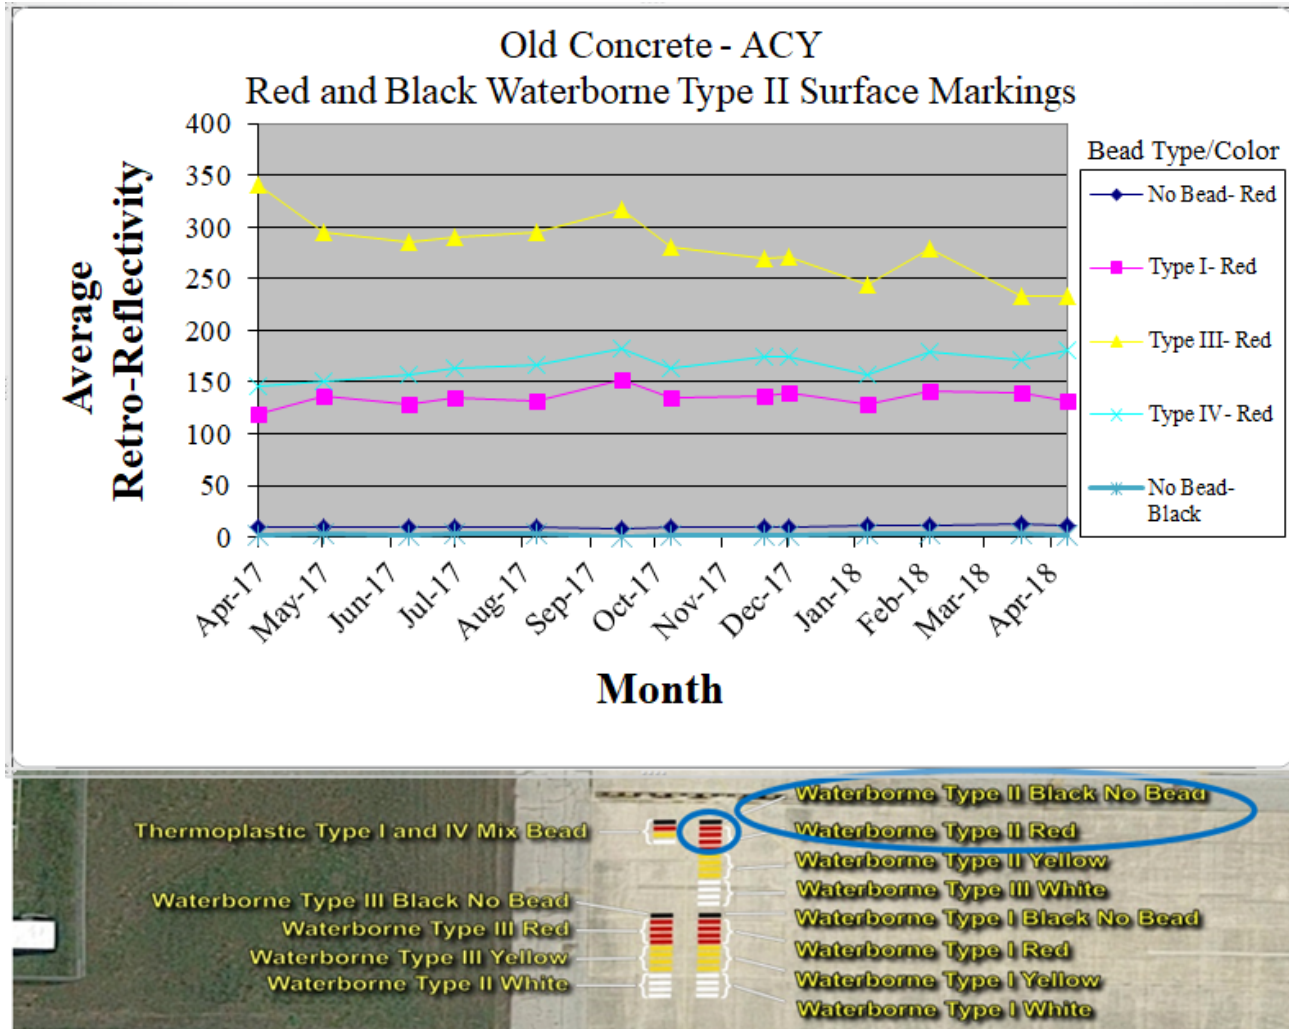 Old Concrete - ACY
Red and Black Waterborne Type II Surface Markings
Average
Retro-Reflectivity
400
350
300
250
200
150
100
50
0
Apr-17
May-17
Jun-17
Jul-17
Aug-17
Sep-17
Oct-17
Nov-17
Dec-17
Jan-18
Feb-18
Mar-18
Apr-18
Month
Bead Type/Color
No Bead- Red
Type I- Red
Type III- Red
Type IV - Red
No Bead-
Black
Thermoplastic Type I and IV Mix Bead
Waterborne Type III Black No Bead
Waterborne Type III Red
Waterborne Type III Yellow
Waterborne Type II White
Waterborne Type II Black No Bead
Waterborne Type II Red
Waterborne Type II Yellow
Waterborne Type III White
Waterborne Type I Black No Bead
Waterborne Type I Red
Waterborne Type I Yellow
Waterborne Type I White